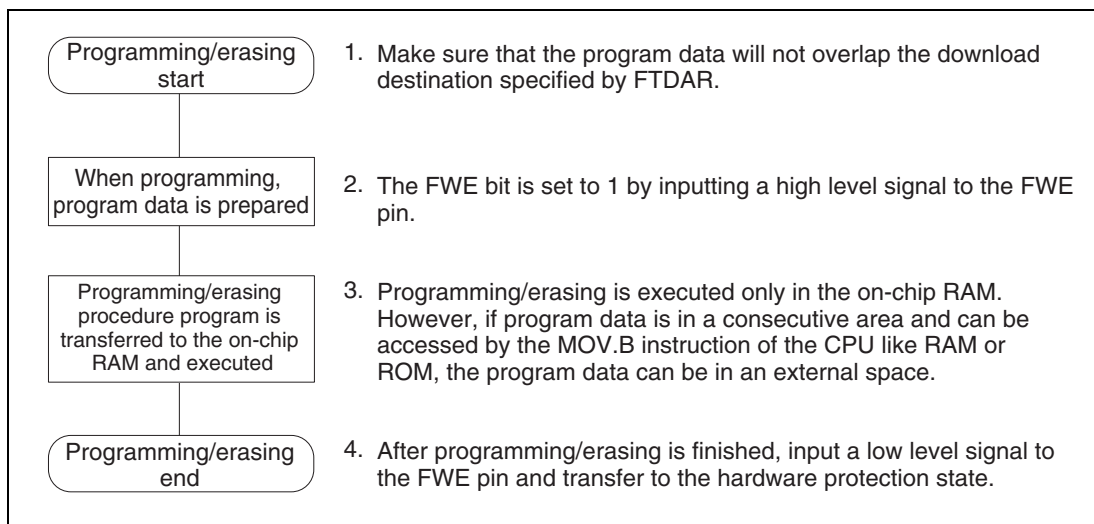 Programming/erasing
start
1. Make sure that the program data will not overlap the download
destination specified by FTDAR.
When programming,
program data is prepared
2. The FWE bit is set to 1 by inputting a high level signal to the FWE
pin.
Programming/erasing
procedure program is
transferred to the on-chip
RAM and executed
3. Programming/erasing is executed only in the on-chip RAM.
However, if program data is in a consecutive area and can be
accessed by the MOV.B instruction of the CPU like RAM or
ROM, the program data can be in an external space.
Programming/erasing
end
4. After programming/erasing is finished, input a low level signal to
the FWE pin and transfer to the hardware protection state.